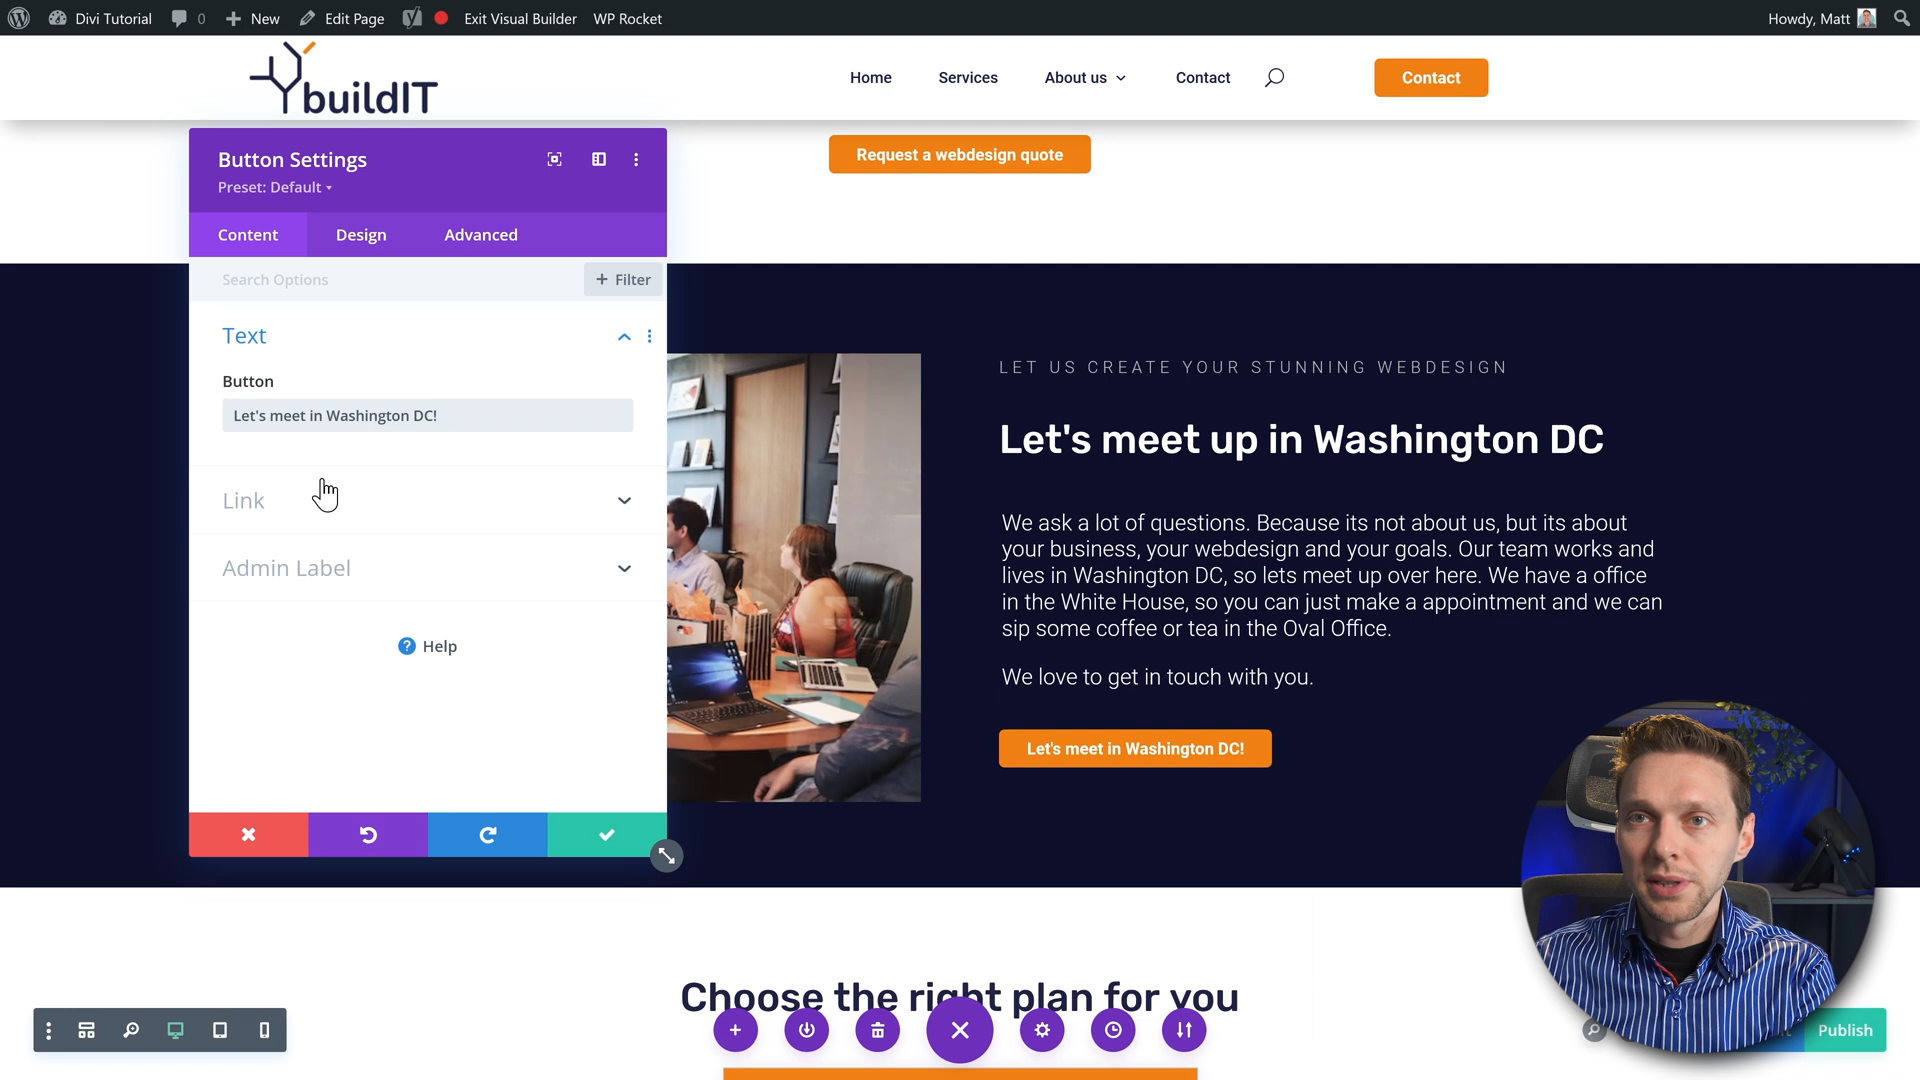 Divi Tutorial
0
New
Edit Page
Exit Visual Builder
WP Rocket
Howdy, Matt
buildIT
Home
Services
About us
Contact
Contact
Request a webdesign quote
Button Settings
Preset: Default
Content
Design
Advanced
Search Options
+ Filter
Text
Button
Let's meet in Washington DC!
Link
Admin Label
? Help
LET US CREATE YOUR STUNNING WEBDESIGN
Let's meet up in Washington DC
We ask a lot of questions. Because its not about us, but its about
your business, your webdesign and your goals. Our team works and
lives in Washington DC, so lets meet up over here. We have a office
in the White House, so you can just make a appointment and we can
sip some coffee or tea in the Oval Office.
We love to get in touch with you.
Let's meet in Washington DC!
Choose the right plan for you
Publish